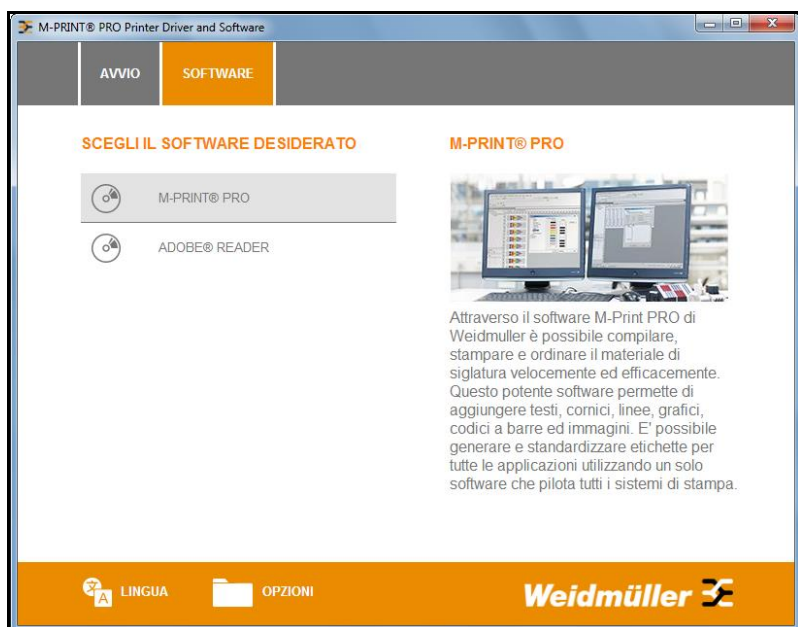 M-PRINT® PRO Printer Driver and Software
AVVIO
SOFTWARE
SCEGLI IL SOFTWARE DESIDERATO
M-PRINT® PRO
ADOBE® READER
M-PRINT® PRO
Attraverso il software M-Print PRO di
Weidmuller è possibile compilare,
stampare e ordinare il materiale di
siglatura velocemente ed efficacemente.
Questo potente software permette di
aggiungere testi, cornici, linee, grafici,
codici a barre ed immagini. E' possibile
generare e standardizzare etichette per
tutte le applicazioni utilizzando un solo
software che pilota tutti i sistemi di stampa.
LINGUA
OPZIONI
Weidmüller